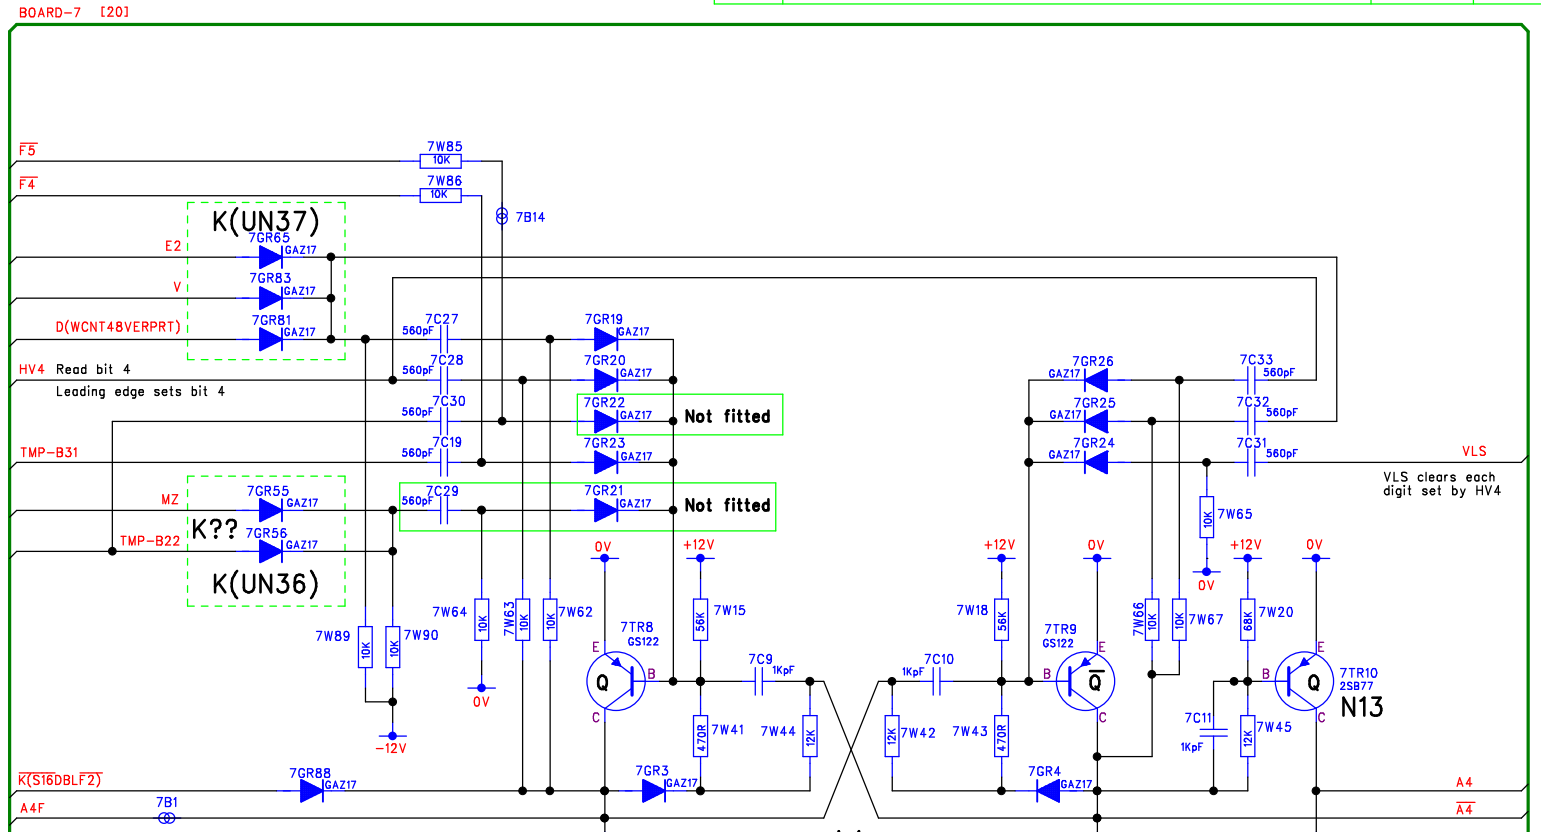 BOARD-7 [20]
F5
7W85
10K
F4
7W86
10K
K(UN37)
7B14
E2
7GR65
GAZ17
V
7GR83
GAZ17
D(WCNT48VERPRT)
7GR81
GAZ17
7C27
560pF
7GR19
GAZ17
HV4 Read bit 4
Leading edge sets bit 4
7C28
560pF
7GR20
GAZ17
7GR26
GAZ17
7C33
560pF
7C30
560pF
7GR22
GAZ17
Not fitted
7GR25
GAZ17
7C32
560pF
TMP-B31
7C19
560pF
7GR23
GAZ17
7GR24
GAZ17
7C31
560pF
VLS
VLS clears each
digit set by HV4
MZ
7GR55
GAZ17
7C29
560pF
7GR21
GAZ17
Not fitted
10K
7W65
K??
TMP-B22
7GR56
GAZ17
0V
+12V
+12V
0V
+12V
0V
0V
K(UN36)
7W89
10K
10K
7W90
7W64
10K
7W63
10K
10K
7W62
7TR8
GS122
56K
7W15
7W18
56K
7TR9
GS122
7W66
10K
10K
7W67
68K
7W20
E
E
E
Q
B
7C9
1KpF
7C10
1KpF
B
Q
B
Q
7TR10
2SB77
N13
0V
C
C
C
-12V
470R
7W41
7W44
12K
12K
7W42
7W43
470R
7C11
1KpF
12K
7W45
K(S16DBLF2)
7GR88
GAZ17
7GR3
GAZ17
7GR4
GAZ17
A4
A4F
7B1
A4